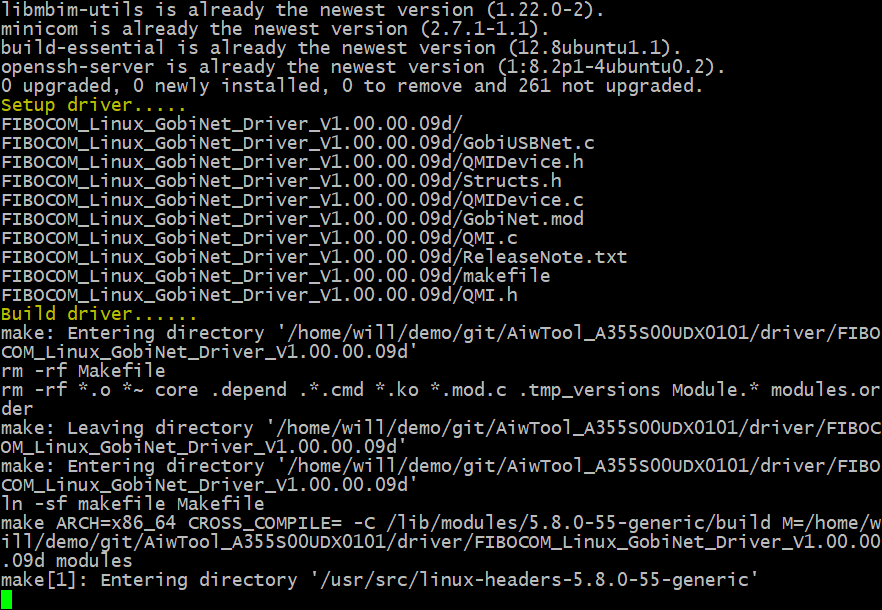 libmbim-utils is already the newest version (1.22.0-2).
minicom is already the newest version (2.7.1-1.1).
build-essential is already the newest version (12.8ubuntu1.1).
openssh-server is already the newest version (1:8.2p1-4ubuntu0.2).
0 upgraded, 0 newly installed, 0 to remove and 261 not upgraded.
Setup driver.....
FIBOCOM_Linux_GobiNet_Driver_V1.00.00.09d/
FIBOCOM_Linux_GobiNet_Driver_V1.00.00.09d/GobiUSBNet.c
FIBOCOM_Linux_GobiNet_Driver_V1.00.00.09d/QMIDevice.h
FIBOCOM_Linux_GobiNet_Driver_V1.00.00.09d/Structs.h
FIBOCOM_Linux_GobiNet_Driver_V1.00.00.09d/QMIDevice.c
FIBOCOM_Linux_GobiNet_Driver_V1.00.00.09d/GobiNet.mod
FIBOCOM_Linux_GobiNet_Driver_V1.00.00.09d/QMI.c
FIBOCOM_Linux_GobiNet_Driver_V1.00.00.09d/ReleaseNote.txt
FIBOCOM_Linux_GobiNet_Driver_V1.00.00.09d/makefile
FIBOCOM_Linux_GobiNet_Driver_V1.00.00.09d/QMI.h
Build driver......
make: Entering directory '/home/will/demo/git/AiwTool_A355S00UDX0101/driver/FIBO
COM_Linux_GobiNet_Driver_V1.00.00.09d'
rm -rf Makefile
rm -rf *.o *~ core .depend .*.cmd *.ko *.mod.c .tmp_versions Module.* modules.or
der
make: Leaving directory '/home/will/demo/git/AiwTool_A355S00UDX0101/driver/FIBOC
OM_Linux_GobiNet_Driver_V1.00.00.09d'
make: Entering directory '/home/will/demo/git/AiwTool_A355S00UDX0101/driver/FIBO
COM_Linux_GobiNet_Driver_V1.00.00.09d'
ln -sf makefile Makefile
make ARCH=x86_64 CROSS_COMPILE= -C /lib/modules/5.8.0-55-generic/build M=/home/w
ill/demo/git/AiwTool_A355S00UDX0101/driver/FIBOCOM_Linux_GobiNet_Driver_V1.00.00
.09d modules
make[1]: Entering directory '/usr/src/linux-headers-5.8.0-55-generic'